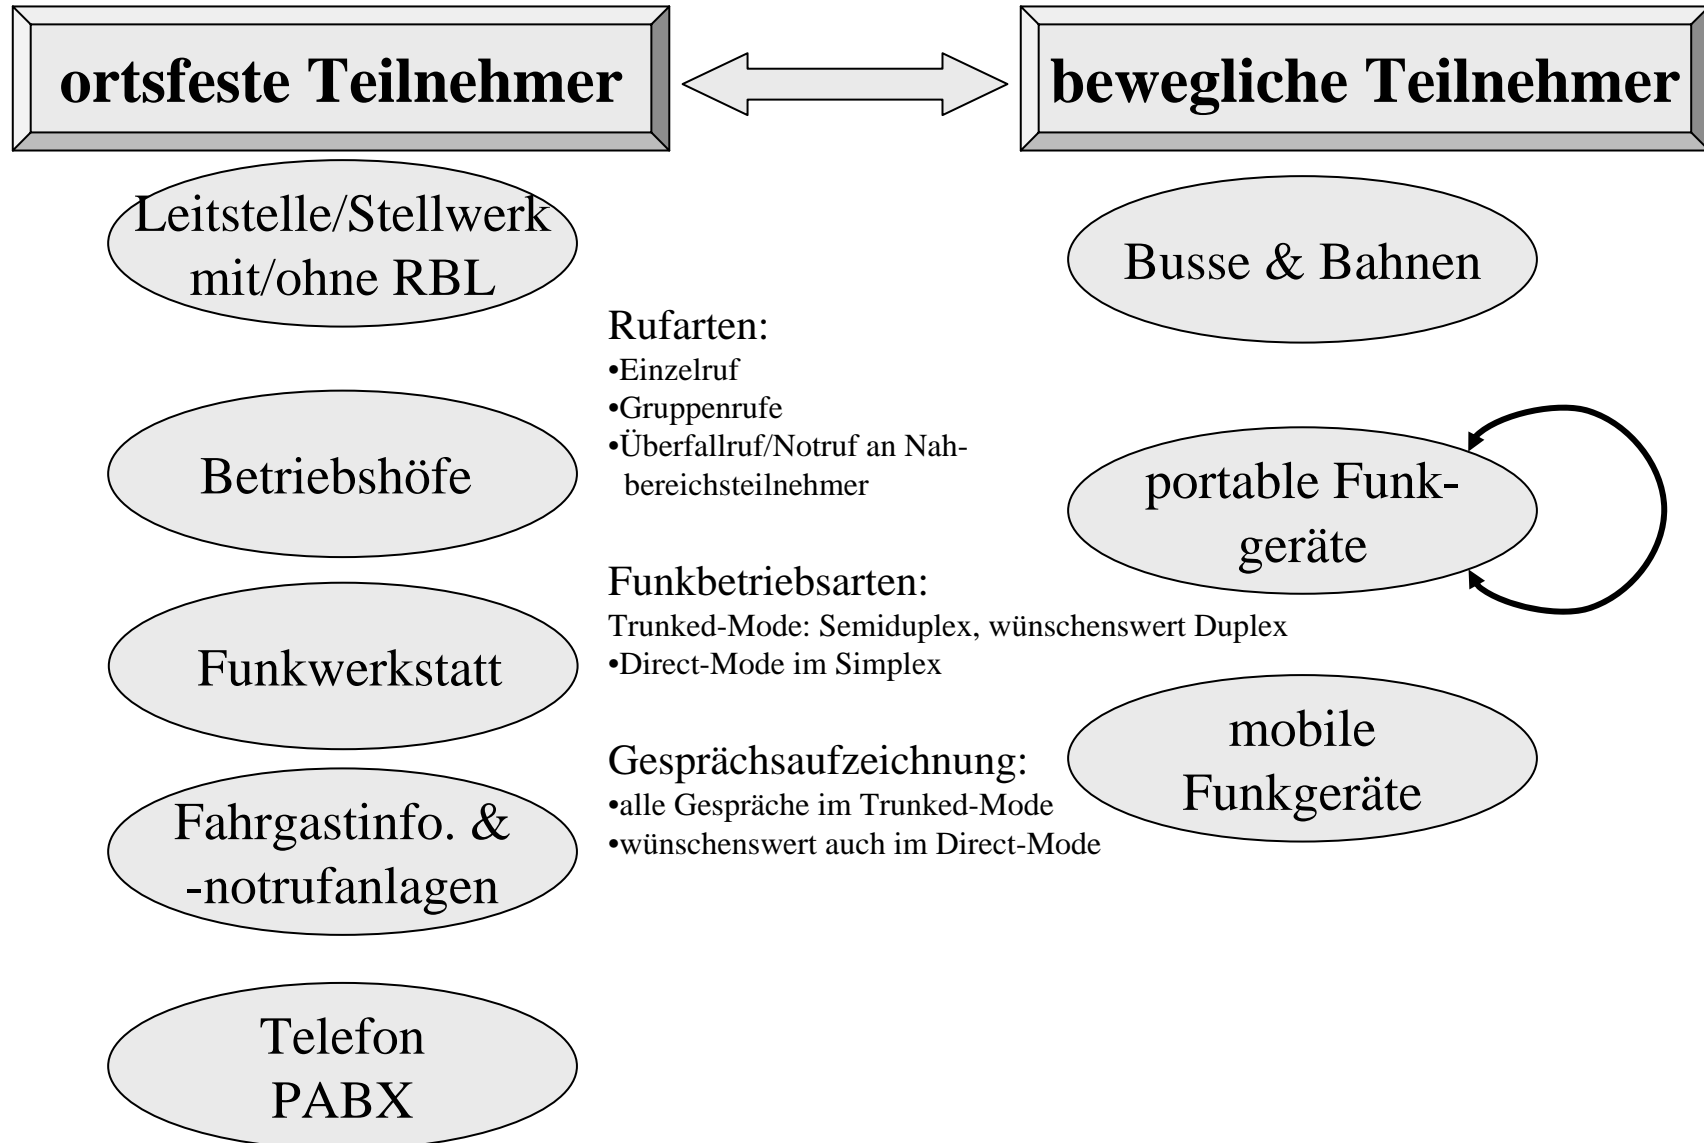 ortsfeste Teilnehmer
bewegliche Teilnehmer
Leitstelle/Stellwerk
mit/ohne RBL
Betriebshöfe
Funkwerkstatt
Fahrgastinfo. &
-notrufanlagen
Telefon
PABX
Rufarten:
•Einzelruf
•Gruppenrufe
•Überfallruf/Notruf an Nah-
bereichsteilnehmer
Funkbetriebsarten:
Trunked-Mode: Semiduplex, wünschenswert Duplex
•Direct-Mode im Simplex
Gesprächsaufzeichnung:
•alle Gespräche im Trunked-Mode
•wünschenswert auch im Direct-Mode
Busse & Bahnen
portable Funk-
geräte
mobile
Funkgeräte